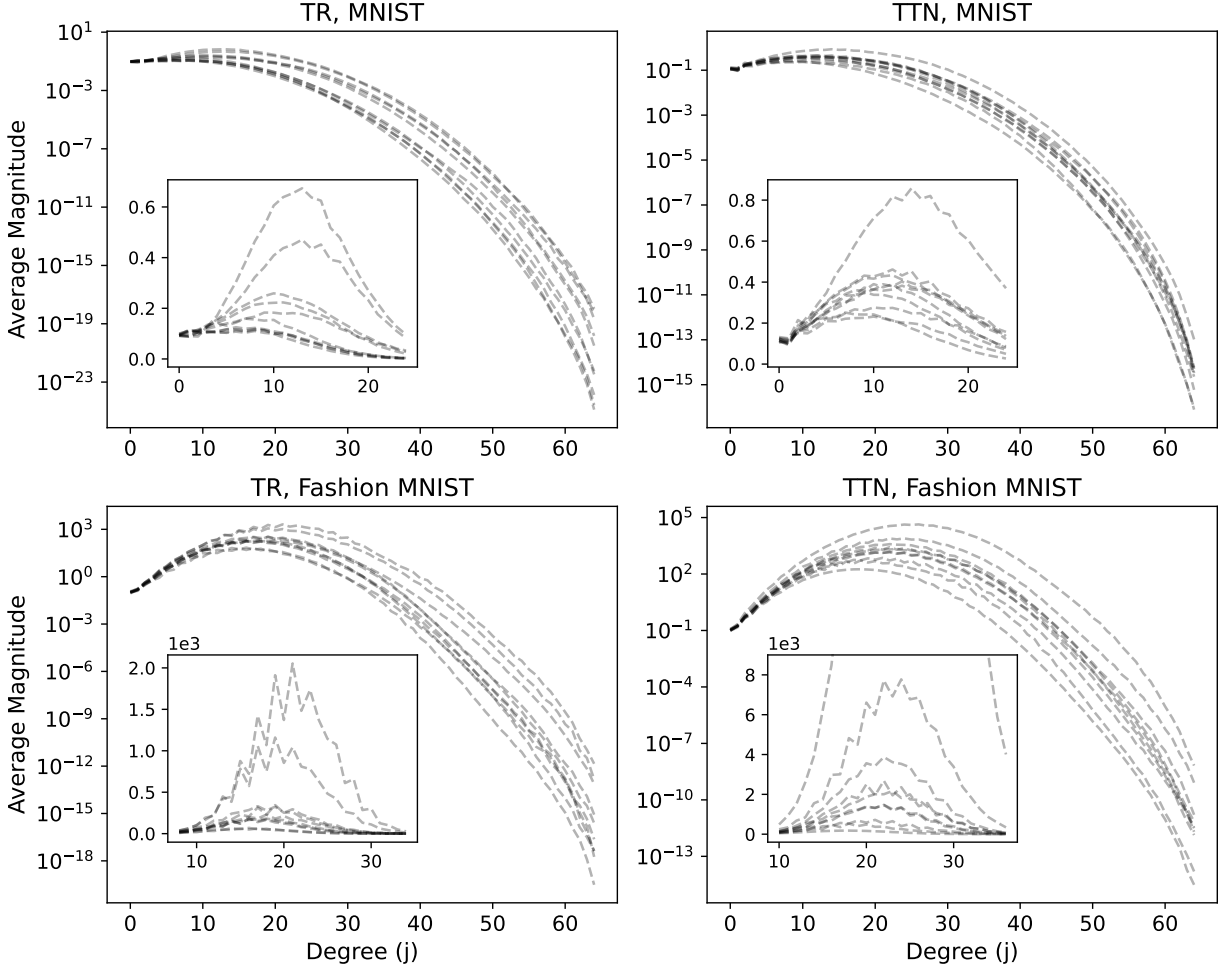 TR, MNIST
TTN, MNIST
Average Magnitude
10^1
10^−3
10^−7
10^−11
10^−15
10^−19
10^−23
0.6
0.4
0.2
0.0
0 10 20
0 10 20 30 40 50 60
10^−1
10^−3
10^−5
10^−7
10^−9
10^−11
10^−13
10^−15
0.8
0.6
0.4
0.2
0.0
0 10 20
0 10 20 30 40 50 60
TR, Fashion MNIST
TTN, Fashion MNIST
Average Magnitude
10^3
10^0
10^−3
10^−6
10^−9
10^−12
10^−15
10^−18
1e3
2.0
1.5
1.0
0.5
0.0
10 20 30
0 10 20 30 40 50 60
Degree (j)
10^5
10^2
10^−1
10^−4
10^−7
10^−10
10^−13
1e3
8
6
4
2
0
10 20 30
0 10 20 30 40 50 60
Degree (j)